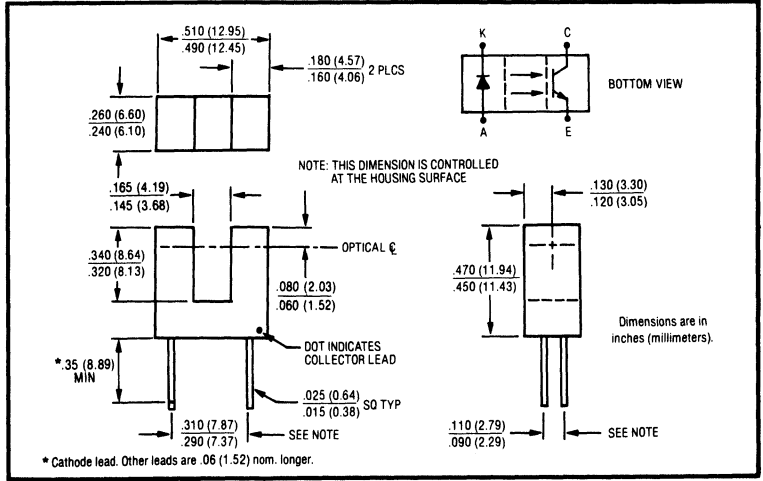 .510 (12.95)
.490 (12.45)
.180 (4.57)
.160 (4.06) 2 PLCS
K
C
BOTTOM VIEW
A
E
.260 (6.60)
.240 (6.10)
NOTE: THIS DIMENSION IS CONTROLLED
AT THE HOUSING SURFACE
.165 (4.19)
.145 (3.68)
.130 (3.30)
.120 (3.05)
OPTICAL ℄
.340 (8.64)
.320 (8.13)
.080 (2.03)
.060 (1.52)
.470 (11.94)
.450 (11.43)
Dimensions are in
inches (millimeters).
DOT INDICATES
COLLECTOR LEAD
*.35 (8.89)
MIN
.025 (0.64)
.015 (0.38) SQ TYP
.310 (7.87)
.290 (7.37)
SEE NOTE
.110 (2.79)
.090 (2.29)
SEE NOTE
* Cathode lead. Other leads are .06 (1.52) nom. longer.